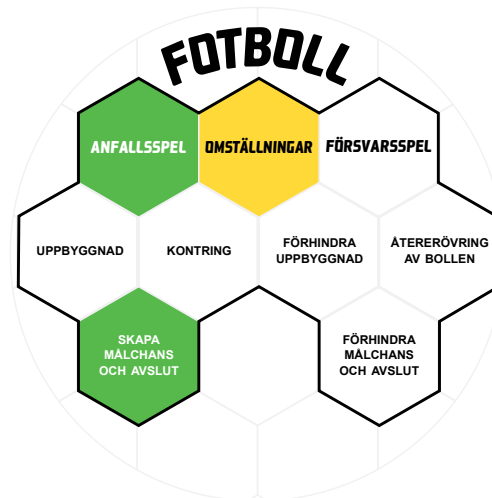 FOTBOLL
ANFALLSSPEL
OMSTÄLLNINGAR
FÖRSVARSSPEL
UPPBYGGNAD
KONTRING
FÖRHINDRA
UPPBYGGNAD
ÅTERERÖVRING
AV BOLLEN
SKAPA
MÅLCHANS
OCH AVSLUT
FÖRHINDRA
MÅLCHANS
OCH AVSLUT